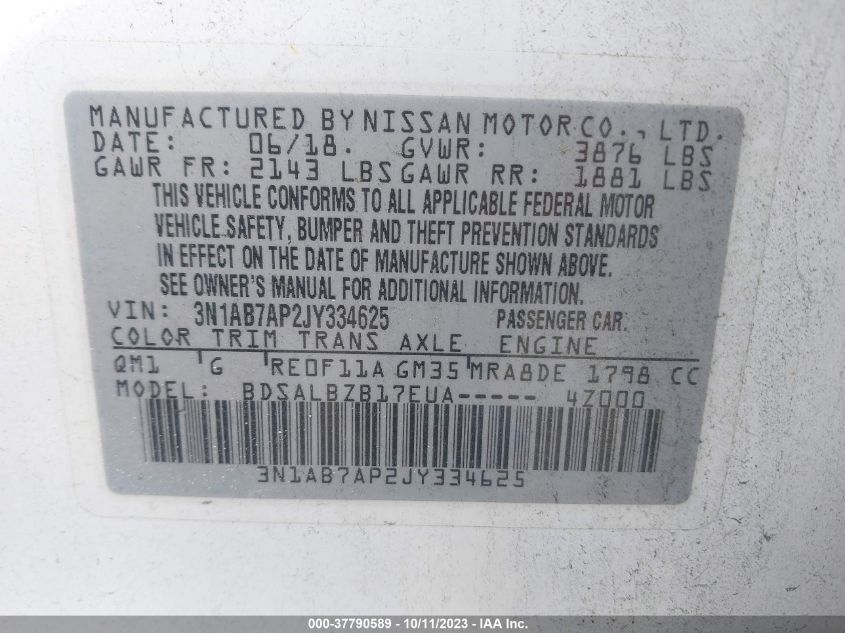 MANUFACTURED BY NISSAN MOTOR CO., LTD.
DATE: 06/18. GVWR: 3876 LBS
GAWR FR: 2143 LBS GAWR RR: 1881 LBS
THIS VEHICLE CONFORMS TO ALL APPLICABLE FEDERAL MOTOR
VEHICLE SAFETY, BUMPER AND THEFT PREVENTION STANDARDS
IN EFFECT ON THE DATE OF MANUFACTURE SHOWN ABOVE.
SEE OWNER'S MANUAL FOR ADDITIONAL INFORMATION.
VIN: 3N1AB7AP2JY334625 PASSENGER CAR.
COLOR TRIM TRANS AXLE ENGINE
QM1 G RE0F11A GM35 MRA8DE 1798 CC
MODEL: BDSALBZB17EUA----- 4Z000
3N1AB7AP2JY334625
000-37790589 - 10/11/2023 - IAA Inc.